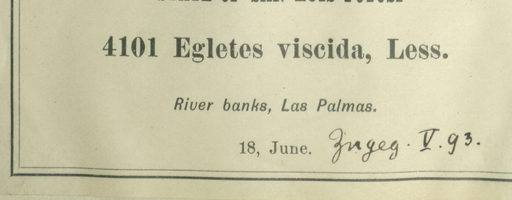 4101 Egletes viscida, Less.
River banks, Las Palmas.
18, June. Zugeg. V. 93.